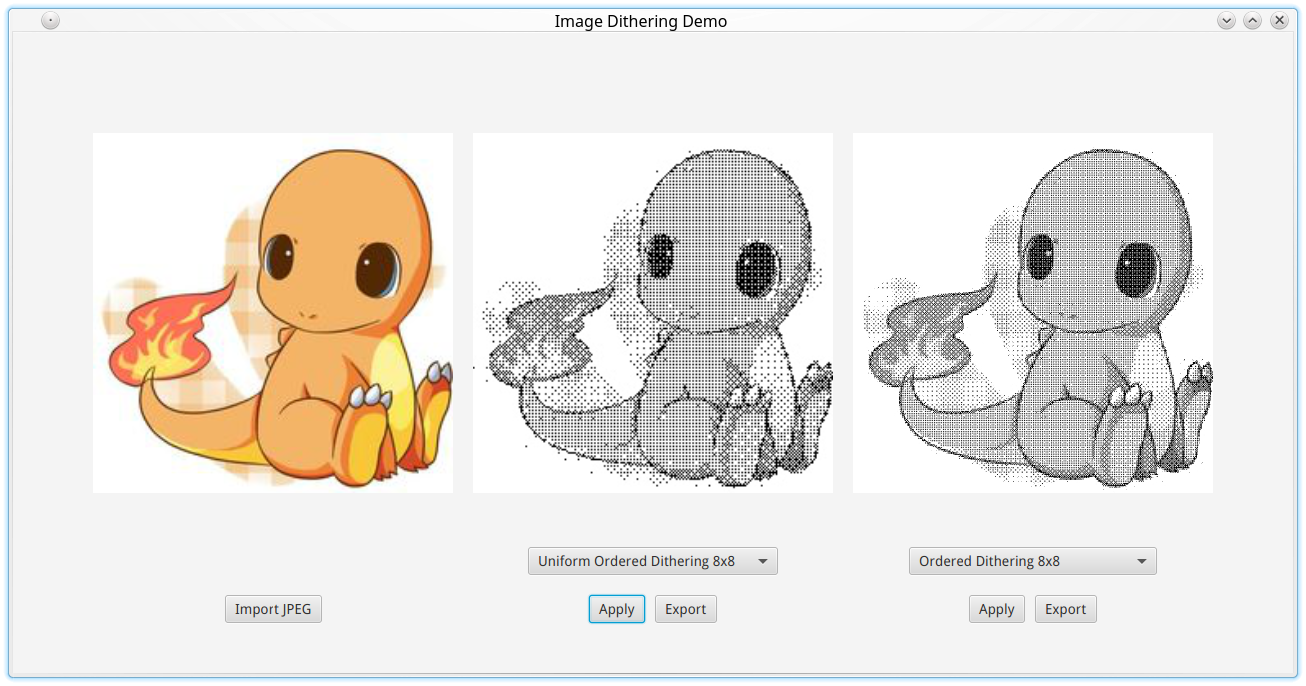 Image Dithering Demo
Uniform Ordered Dithering 8x8
Ordered Dithering 8x8
Import JPEG
Apply
Export
Apply
Export